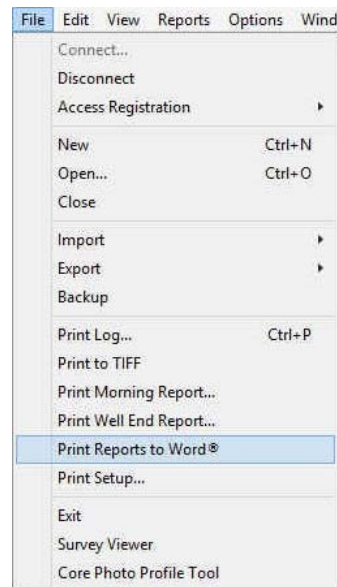 File Edit View Reports Options Wind
Connect...
Disconnect
Access Registration
New Ctrl+N
Open... Ctrl+O
Close
Import
Export
Backup
Print Log... Ctrl+P
Print to TIFF
Print Morning Report...
Print Well End Report...
Print Reports to Word®
Print Setup...
Exit
Survey Viewer
Core Photo Profile Tool